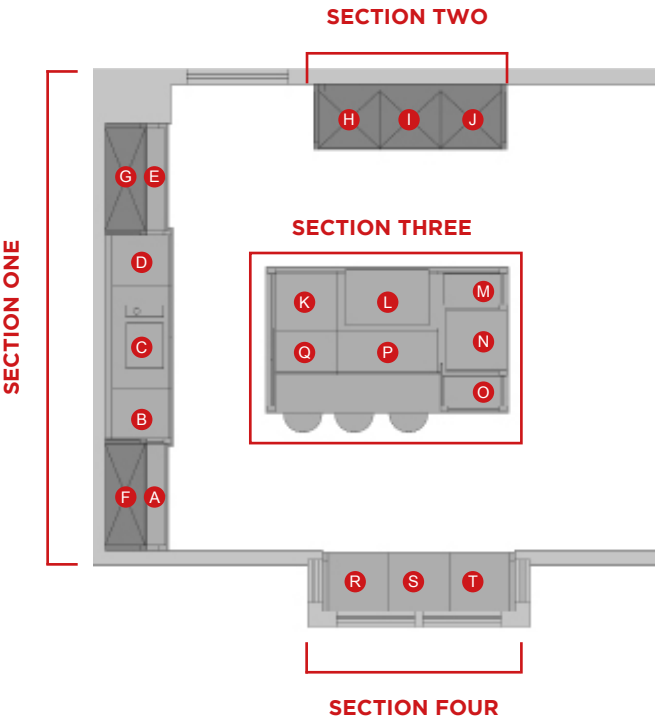 SECTION TWO
H I J
G E
SECTION THREE
D
K L M
SECTION ONE
C
Q P N
B
O
F A
R S T
SECTION FOUR